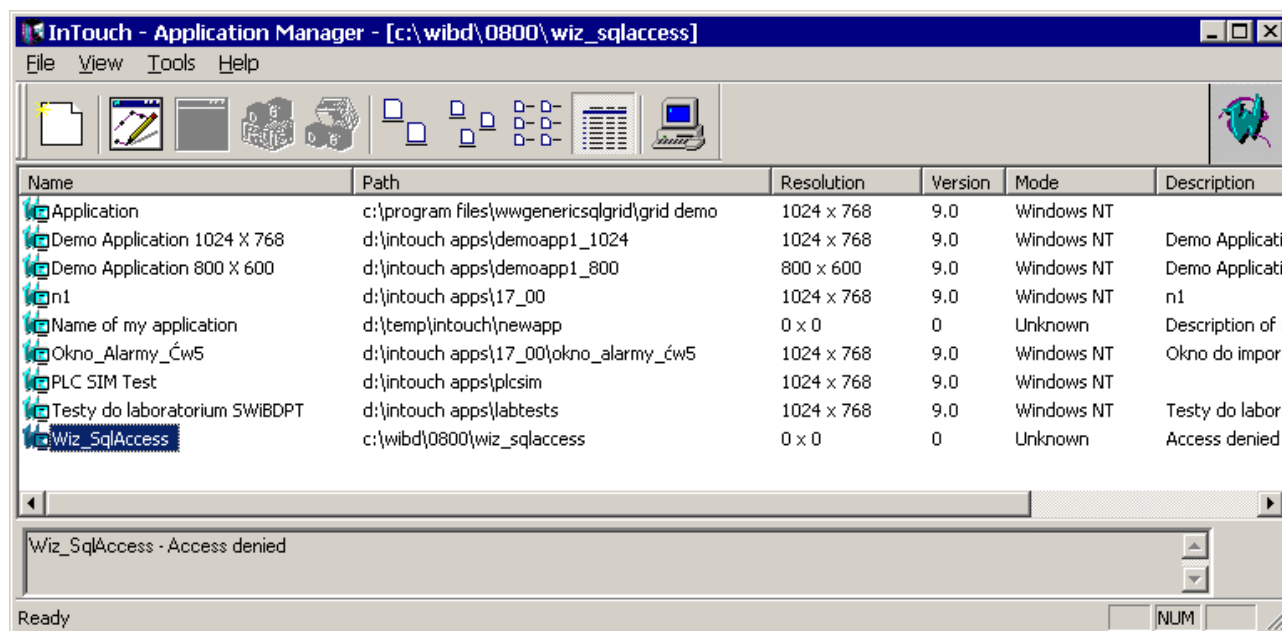 InTouch - Application Manager - [c:\wibd\0800\wiz_sqlaccess]
File View Tools Help
Name Path Resolution Version Mode Description
Application c:\program files\wwgenericsqlgrid\grid demo 1024 x 768 9.0 Windows NT
Demo Application 1024 X 768 d:\intouch apps\demoapp1_1024 1024 x 768 9.0 Windows NT Demo Applicati
Demo Application 800 X 600 d:\intouch apps\demoapp1_800 800 x 600 9.0 Windows NT Demo Applicati
n1 d:\intouch apps\17_00 1024 x 768 9.0 Windows NT n1
Name of my application d:\temp\intouch\newapp 0 x 0 0 Unknown Description of
Okno_Alarmy_Ćw5 d:\intouch apps\17_00\okno_alarmy_ćw5 1024 x 768 9.0 Windows NT Okno do impor
PLC SIM Test d:\intouch apps\plcsim 1024 x 768 9.0 Windows NT
Testy do laboratorium SWiBDPT d:\intouch apps\labtests 1024 x 768 9.0 Windows NT Testy do labor
Wiz_SqlAccess c:\wibd\0800\wiz_sqlaccess 0 x 0 0 Unknown Access denied
Wiz_SqlAccess - Access denied
Ready NUM